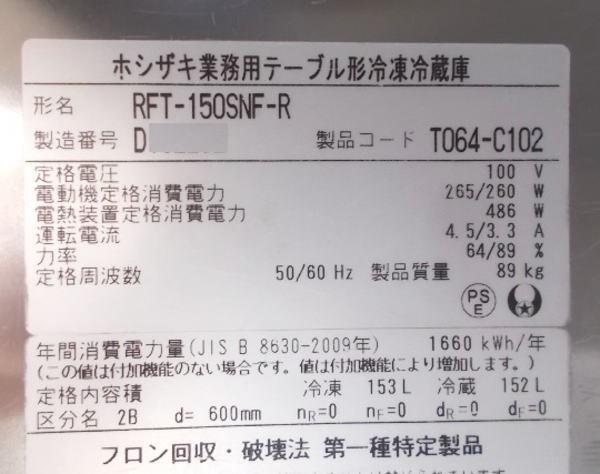 ホシザキ業務用テーブル形冷凍冷蔵庫
形名 RFT-150SNF-R
製造番号 D 製品コード T064-C102
定格電圧 100 V
電動機定格消費電力 265/260 W
電熱装置定格消費電力 486 W
運転電流 4.5/3.3 A
力率 64/89 %
定格周波数 50/60 Hz 製品質量 89 kg
PSE
年間消費電力量(JIS B 8630-2009年) 1660 kWh/年
(この値は付加機能のない場合です。値は付加機能により増加します。)
定格内容積 冷凍 153 L 冷蔵 152 L
区分名 2B d= 600mm nR=0 nF=0 dR=0 dF=0
フロン回収・破壊法 第一種特定製品